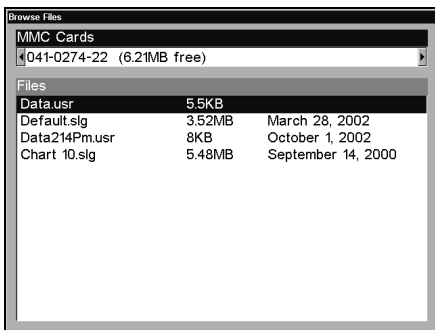 Browse Files
MMC Cards
041-0274-22 (6.21MB free)
Files
Data.usr 5.5KB
Default.slg 3.52MB March 28, 2002
Data214Pm.usr 8KB October 1, 2002
Chart 10.slg 5.48MB September 14, 2000